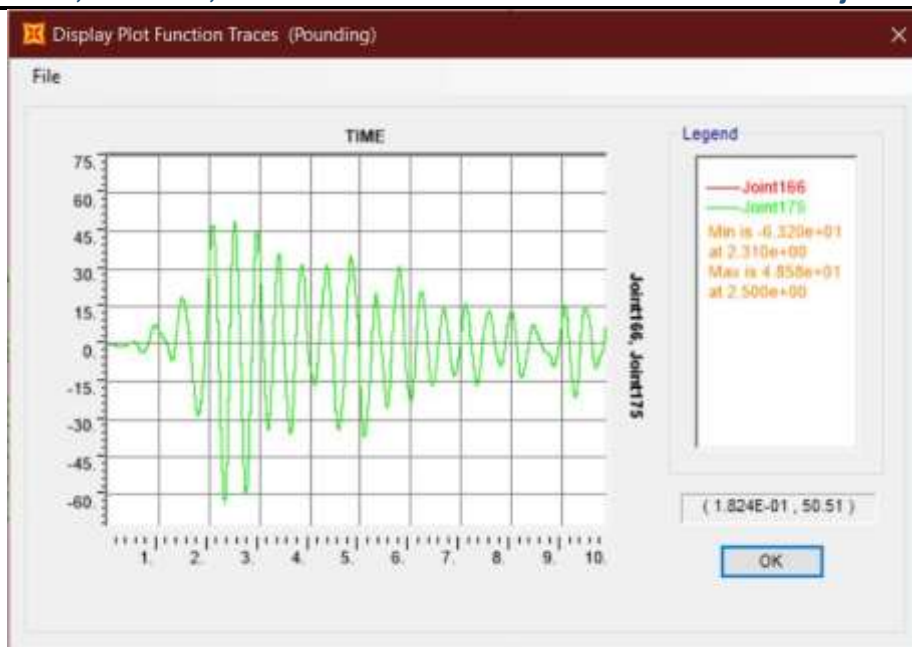 Display Plot Function Traces (Pounding)
File
TIME
75.
60.
45.
30.
15.
0.
-15.
-30.
-45.
-60.
1. 2. 3. 4. 5. 6. 7. 8. 9. 10.
Joint166, Joint175
Legend
Joint166
Joint175
Min is -6.320e+01
at 2.310e+00
Max is 4.858e+01
at 2.500e+00
( 1.824E-01 , 50.51 )
OK